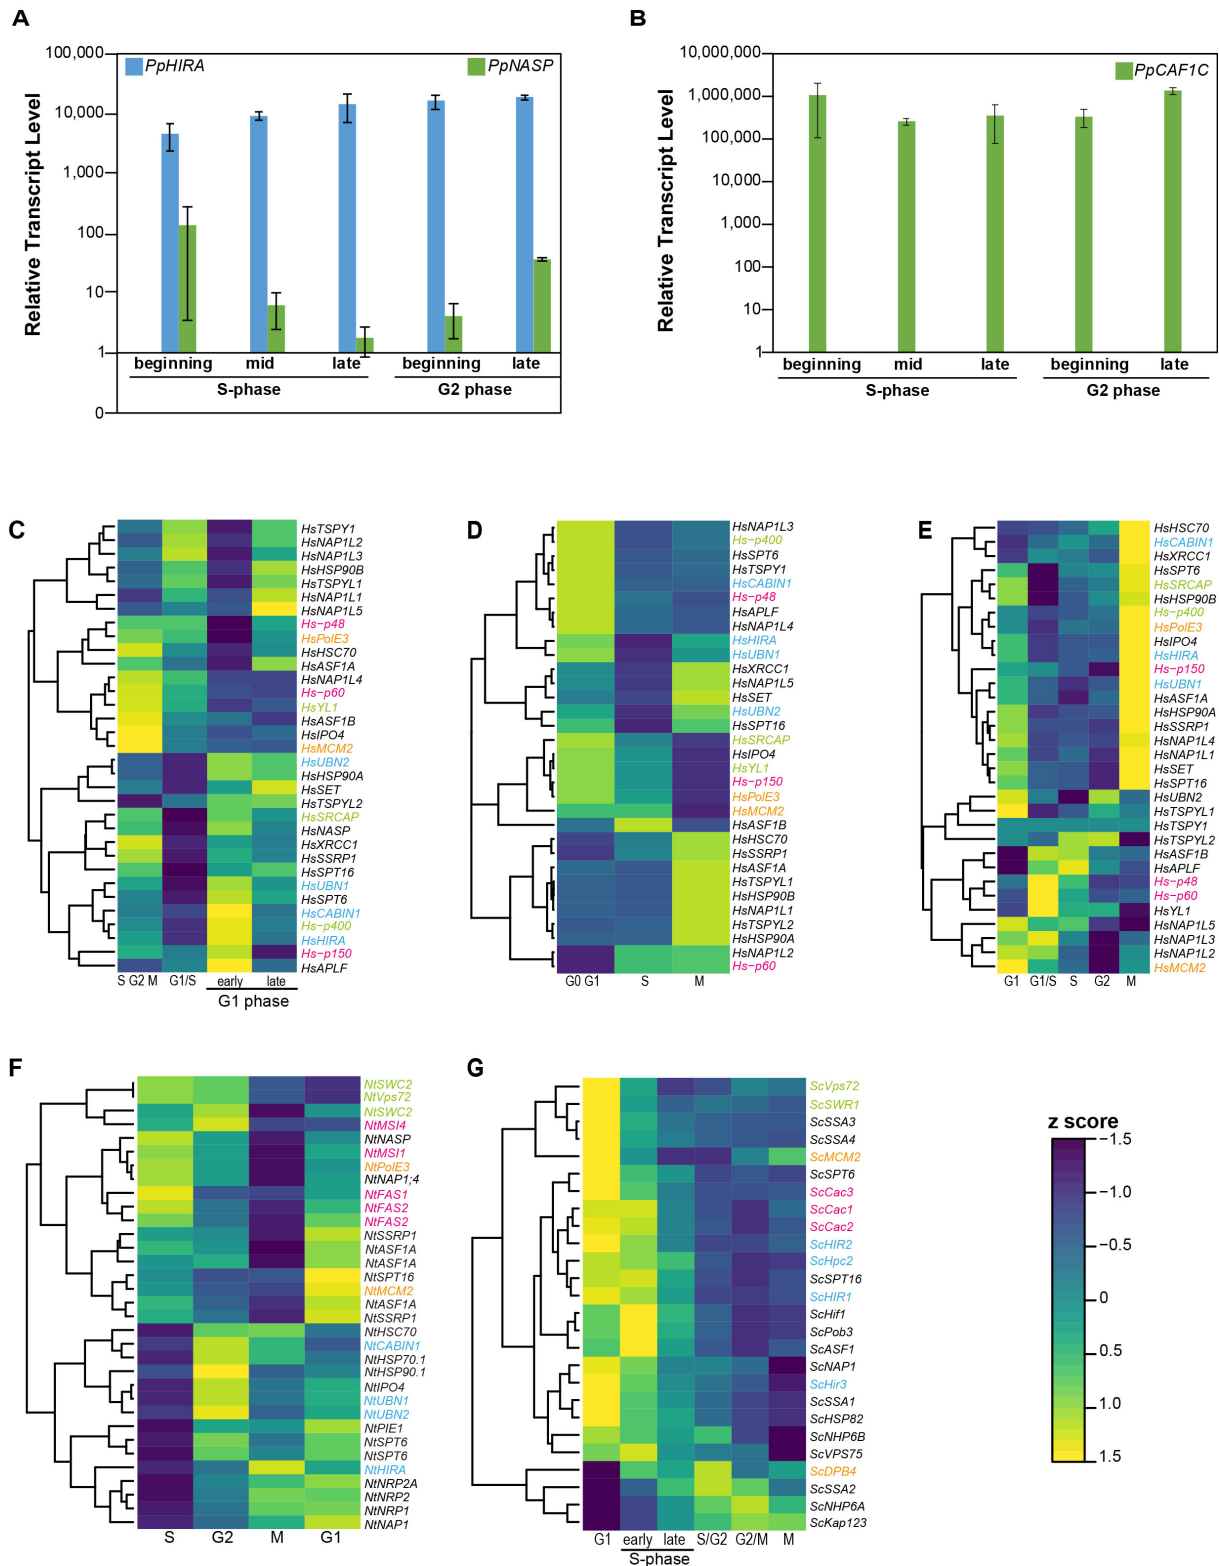 A
B
100,000
10,000
1,000
100
10
1
0
Relative Transcript Level
PpHIRA
PpNASP
beginning mid late beginning late
S-phase G2 phase
10,000,000
1,000,000
100,000
10,000
1,000
100
10
1
Relative Transcript Level
PpCAF1C
beginning mid late beginning late
S-phase G2 phase
C
HsTSPY1
HsNAP1L2
HsNAP1L3
HsHSP90B
HsTSPYL1
HsNAP1L1
HsNAP1L5
Hs-p48
HsPolE3
HsHSC70
HsASF1A
HsNAP1L4
Hs-p60
HsYL1
HsASF1B
HsIPO4
HsMCM2
HsUBN2
HsHSP90A
HsSET
HsTSPYL2
HsSRCAP
HsNASP
HsXRCC1
HsSSRP1
HsSPT16
HsUBN1
HsSPT6
HsCABIN1
Hs-p400
HsHIRA
Hs-p150
HsAPLF
S G2 M G1/S early late
G1 phase
D
HsNAP1L3
Hs-p400
HsSPT6
HsTSPY1
HsCABIN1
Hs-p48
HsAPLF
HsNAP1L4
HsHIRA
HsUBN1
HsXRCC1
HsNAP1L5
HsSET
HsUBN2
HsSPT16
HsSRCAP
HsIPO4
HsYL1
Hs-p150
HsPolE3
HsMCM2
HsASF1B
HsHSC70
HsSSRP1
HsASF1A
HsTSPYL1
HsHSP90B
HsNAP1L1
HsTSPYL2
HsHSP90A
HsNAP1L2
Hs-p60
G0 G1 S M
E
HsHSC70
HsCABIN1
HsXRCC1
HsSPT6
HsSRCAP
HsHSP90B
Hs-p400
HsPolE3
HsIPO4
HsHIRA
Hs-p150
HsUBN1
HsASF1A
HsHSP90A
HsSSRP1
HsNAP1L4
HsNAP1L1
HsSET
HsSPT16
HsUBN2
HsTSPYL1
HsTSPY1
HsTSPYL2
HsASF1B
HsAPLF
Hs-p48
Hs-p60
HsYL1
HsNAP1L5
HsNAP1L3
HsNAP1L2
HsMCM2
G1 G1/S S G2 M
F
NtSWC2
NtVps72
NtSWC2
NtMSI4
NtNASP
NtMSI1
NtPolE3
NtNAP1;4
NtFAS1
NtFAS2
NtFAS2
NtSSRP1
NtASF1A
NtASF1A
NtSPT16
NtMCM2
NtASF1A
NtSSRP1
NtHSC70
NtCABIN1
NtHSP70.1
NtHSP90.1
NtIPO4
NtUBN1
NtUBN2
NtPIE1
NtSPT6
NtSPT6
NtHIRA
NtNRP2A
NtNRP2
NtNRP1
NtNAP1
S G2 M G1
G
ScVps72
ScSWR1
ScSSA3
ScSSA4
ScMCM2
ScSPT6
ScCac3
ScCac1
ScCac2
ScHIR2
ScHpc2
ScSPT16
ScHIR1
ScHif1
ScPob3
ScASF1
ScNAP1
ScHir3
ScSSA1
ScHSP82
ScNHP6B
ScVPS75
ScDPB4
ScSSA2
ScNHP6A
ScKap123
G1 early late S/G2 G2/M M
S-phase
z score
-1.5
-1.0
-0.5
0
0.5
1.0
1.5